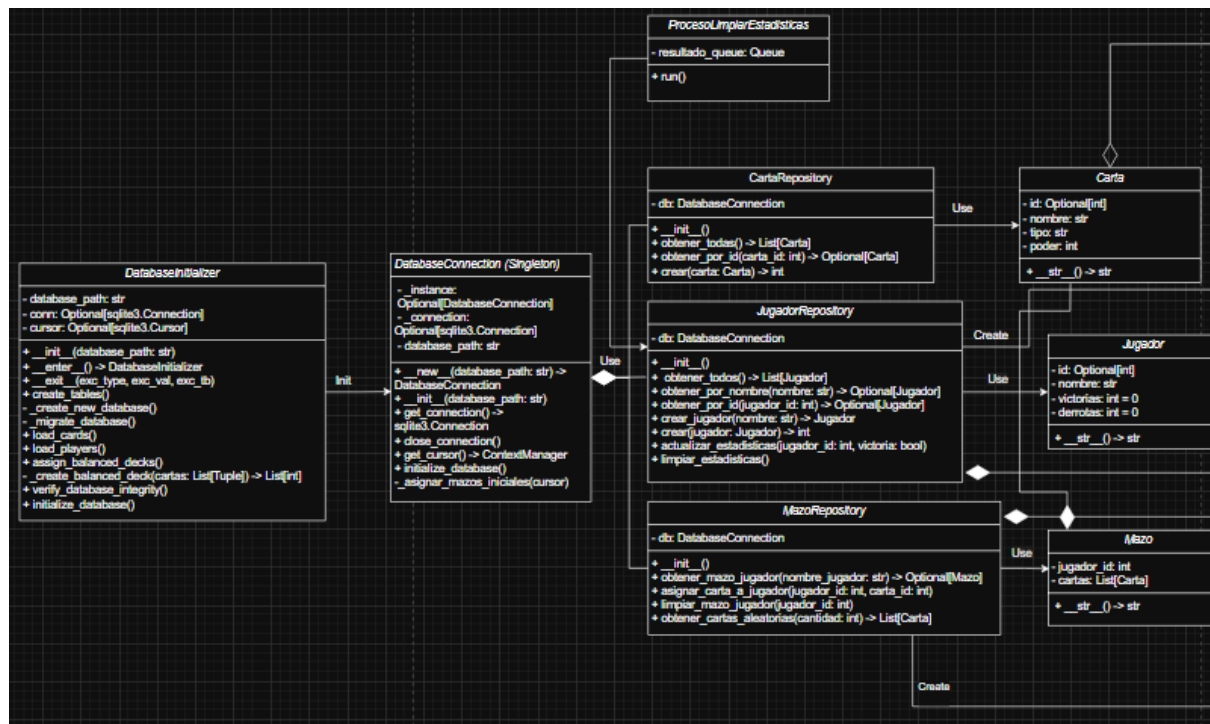 ProcesoLimpiarEstadisticas
- resultado_queue: Queue
+ run()
CartaRepository
- db: DatabaseConnection
+ __init__()
+ obtener_todas() -> List[Carta]
+ obtener_por_id(carta_id: int) -> Optional[Carta]
+ crear(carta: Carta) -> int
Use
Carta
- id: Optional[int]
- nombre: str
- tipo: str
- poder: int
+ __str__() -> str
DatabaseInitializer
- database_path: str
- conn: Optional[sqlite3.Connection]
- cursor: Optional[sqlite3.Cursor]
+ __init__(database_path: str)
+ __enter__() -> DatabaseInitializer
+ __exit__(exc_type, exc_val, exc_tb)
+ create_tables()
- _create_new_database()
- _migrate_database()
+ load_cards()
+ load_players()
+ assign_balanced_decks()
- _create_balanced_deck(cartas: List[Tuple]) -> List[int]
+ verify_database_integrity()
+ initialize_database()
Init
DatabaseConnection (Singleton)
- _instance:
Optional[DatabaseConnection]
- _connection:
Optional[sqlite3.Connection]
- database_path: str
+ __new__(database_path: str) ->
DatabaseConnection
+ __init__(database_path: str)
+ get_connection() ->
sqlite3.Connection
+ close_connection()
+ get_cursor() -> ContextManager
+ initialize_database()
- _asignar_mazos_iniciales(cursor)
Use
JugadorRepository
- db: DatabaseConnection
+ __init__()
+ obtener_todos() -> List[Jugador]
+ obtener_por_nombre(nombre: str) -> Optional[Jugador]
+ obtener_por_id(jugador_id: int) -> Optional[Jugador]
+ crear_jugador(nombre: str) -> Jugador
+ crear(jugador: Jugador) -> int
+ actualizar_estadisticas(jugador_id: int, victoria: bool)
+ limpiar_estadisticas()
Create
Use
Jugador
- id: Optional[int]
- nombre: str
- victorias: int = 0
- derrotas: int = 0
+ __str__() -> str
MazoRepository
- db: DatabaseConnection
+ __init__()
+ obtener_mazo_jugador(nombre_jugador: str) -> Optional[Mazo]
+ asignar_carta_a_jugador(jugador_id: int, carta_id: int)
+ limpiar_mazo_jugador(jugador_id: int)
+ obtener_cartas_aleatorias(cantidad: int) -> List[Carta]
Use
Mazo
- jugador_id: int
- cartas: List[Carta]
+ __str__() -> str
Create